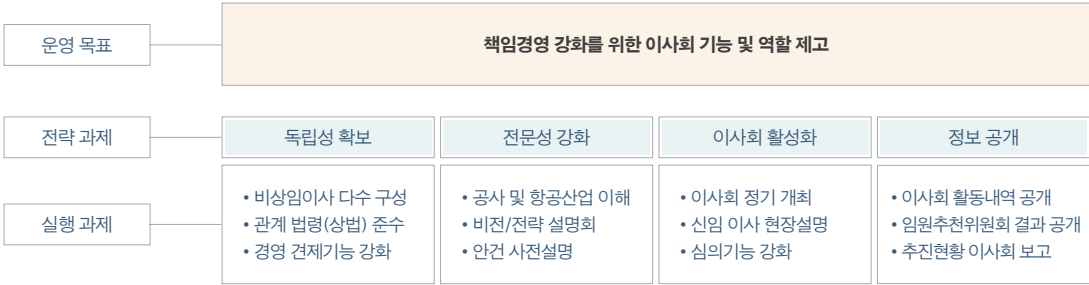 운영 목표
책임경영 강화를 위한 이사회 기능 및 역할 제고
전략 과제
독립성 확보
전문성 강화
이사회 활성화
정보 공개
실행 과제
• 비상임이사 다수 구성
• 관계 법령(상법) 준수
• 경영 견제기능 강화
• 공사 및 항공산업 이해
• 비전/전략 설명회
• 안건 사전설명
• 이사회 정기 개최
• 신임 이사 현장설명
• 심의기능 강화
• 이사회 활동내역 공개
• 임원추천위원회 결과 공개
• 추진현황 이사회 보고